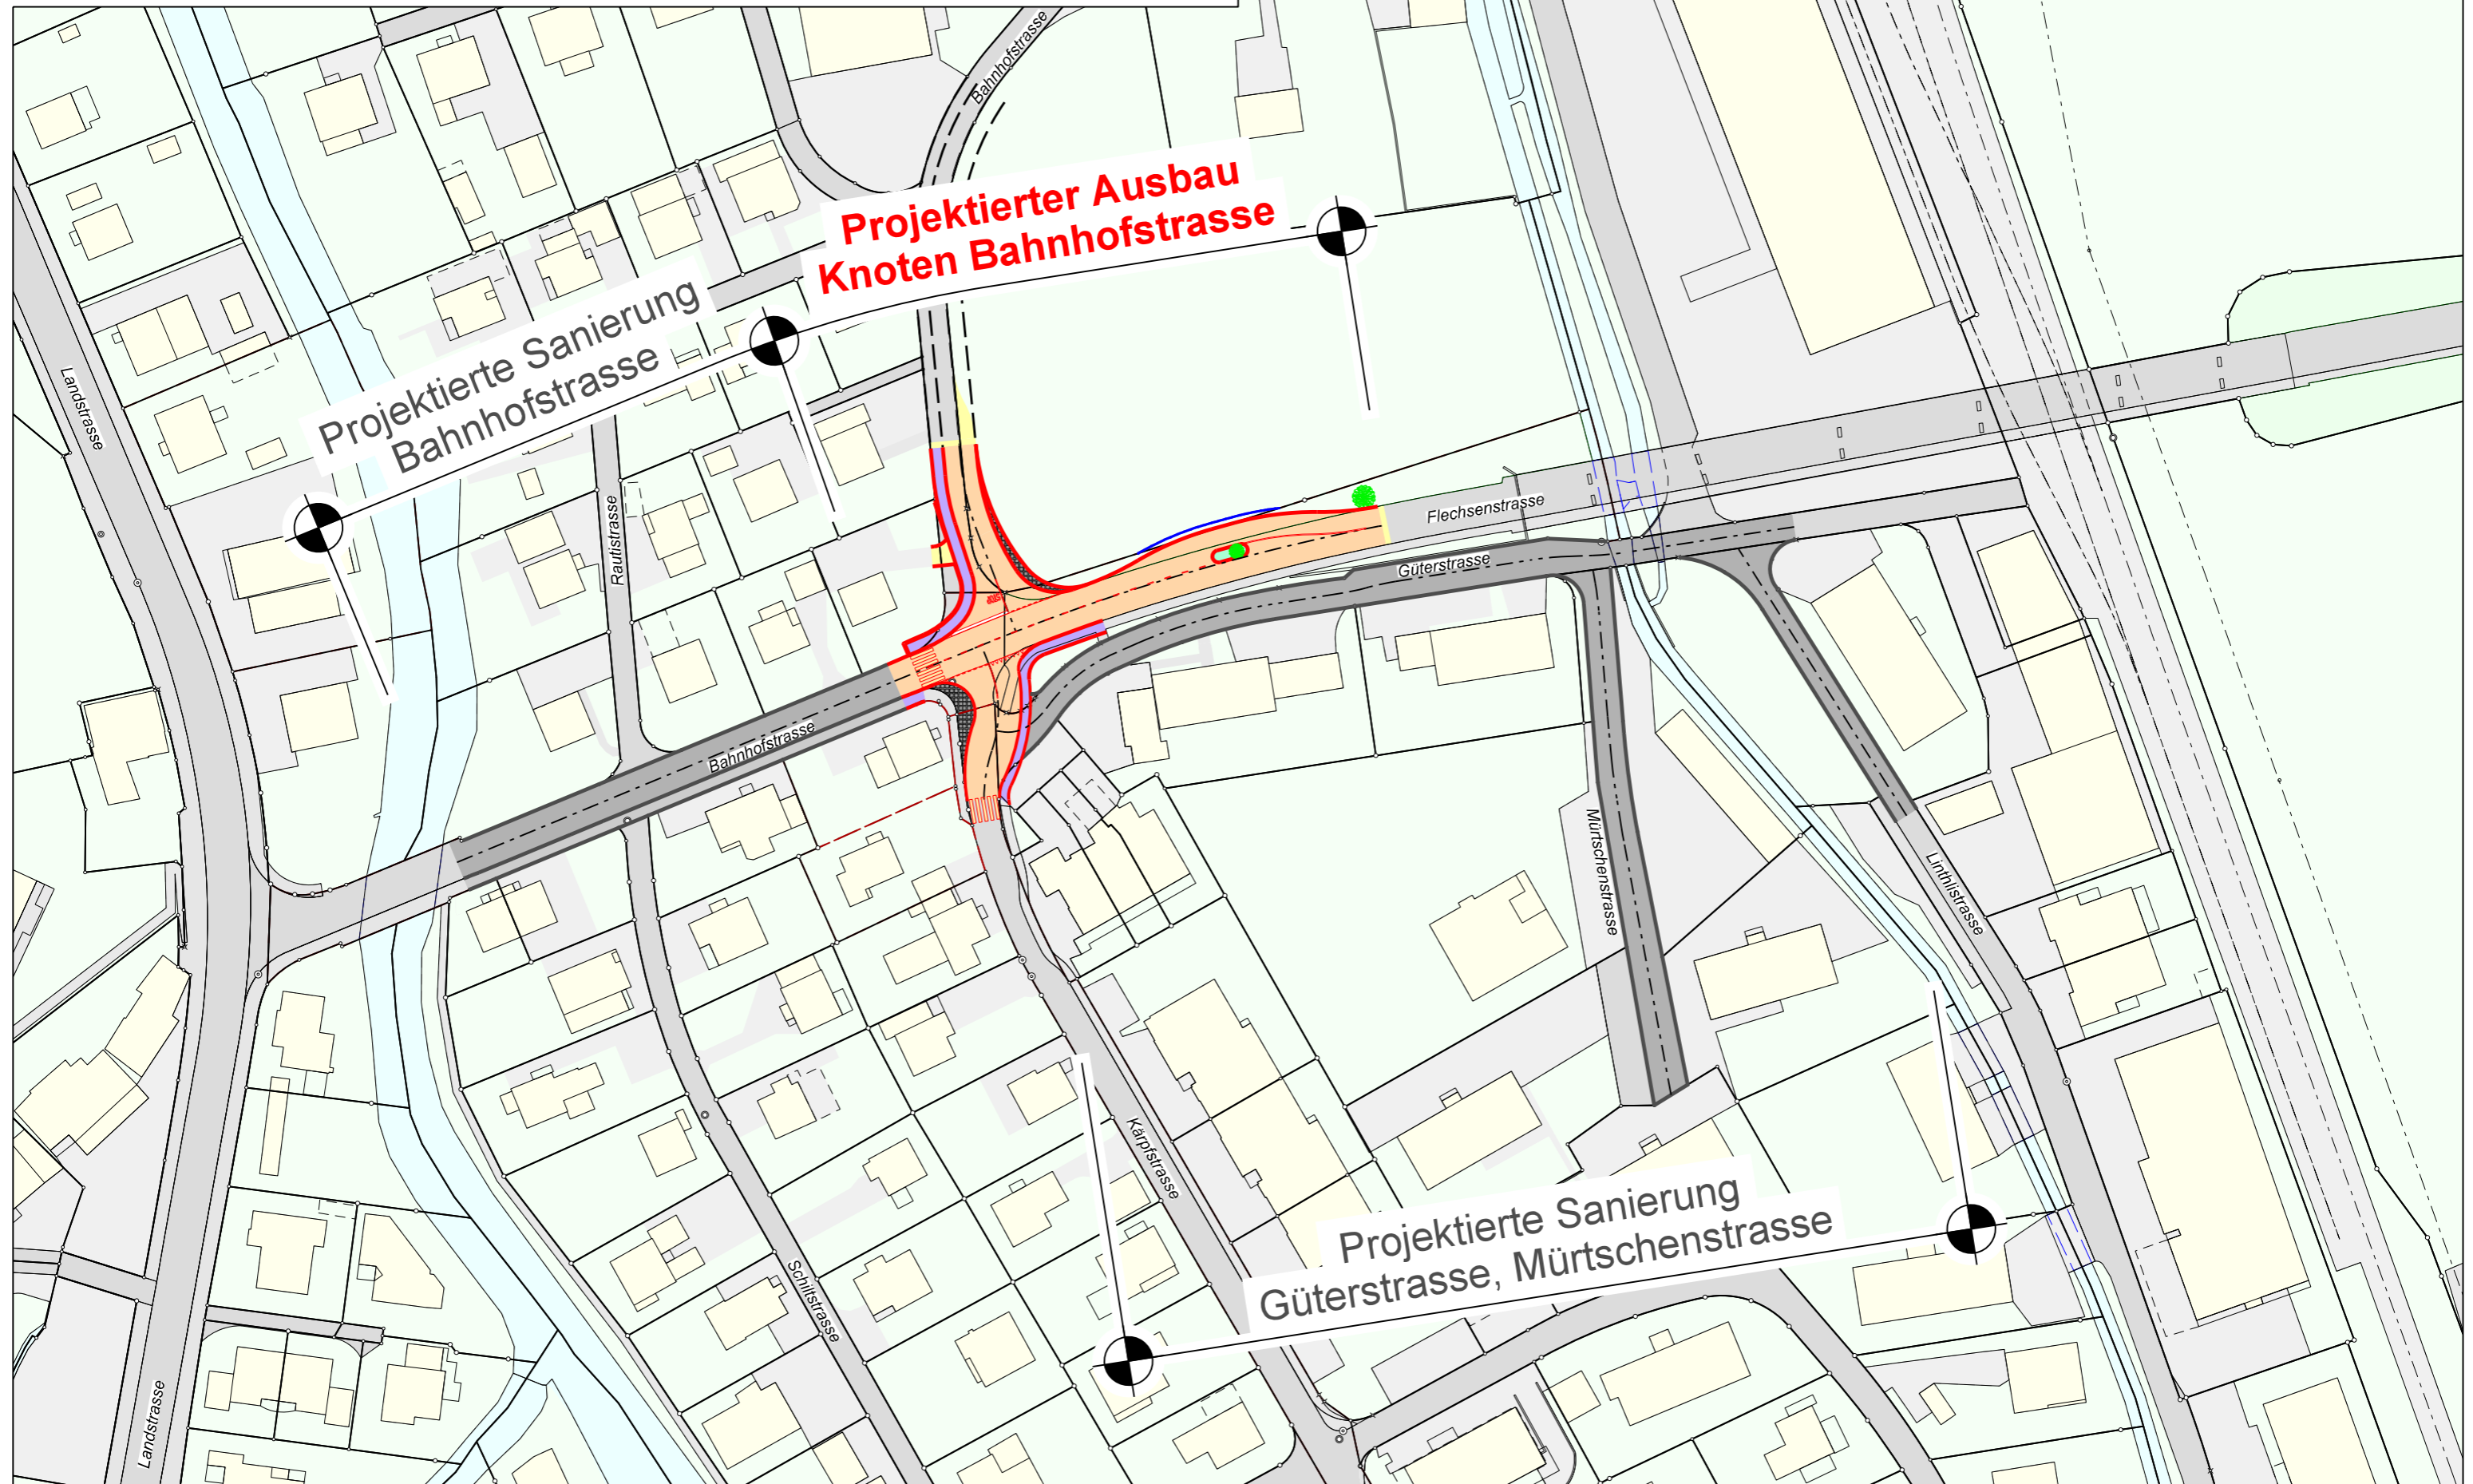 Bahnhofstrasse
Projektierter Ausbau
Knoten Bahnhofstrasse
Projektierte Sanierung
Bahnhofstrasse
Landstrasse
Rautistrasse
Flechsenstrasse
Güterstrasse
Bahnhofstrasse
Mürtschenstrasse
Linthlistrasse
Kärpfstrasse
Schiltstrasse
Projektierte Sanierung
Güterstrasse, Mürtschenstrasse
Landstrasse